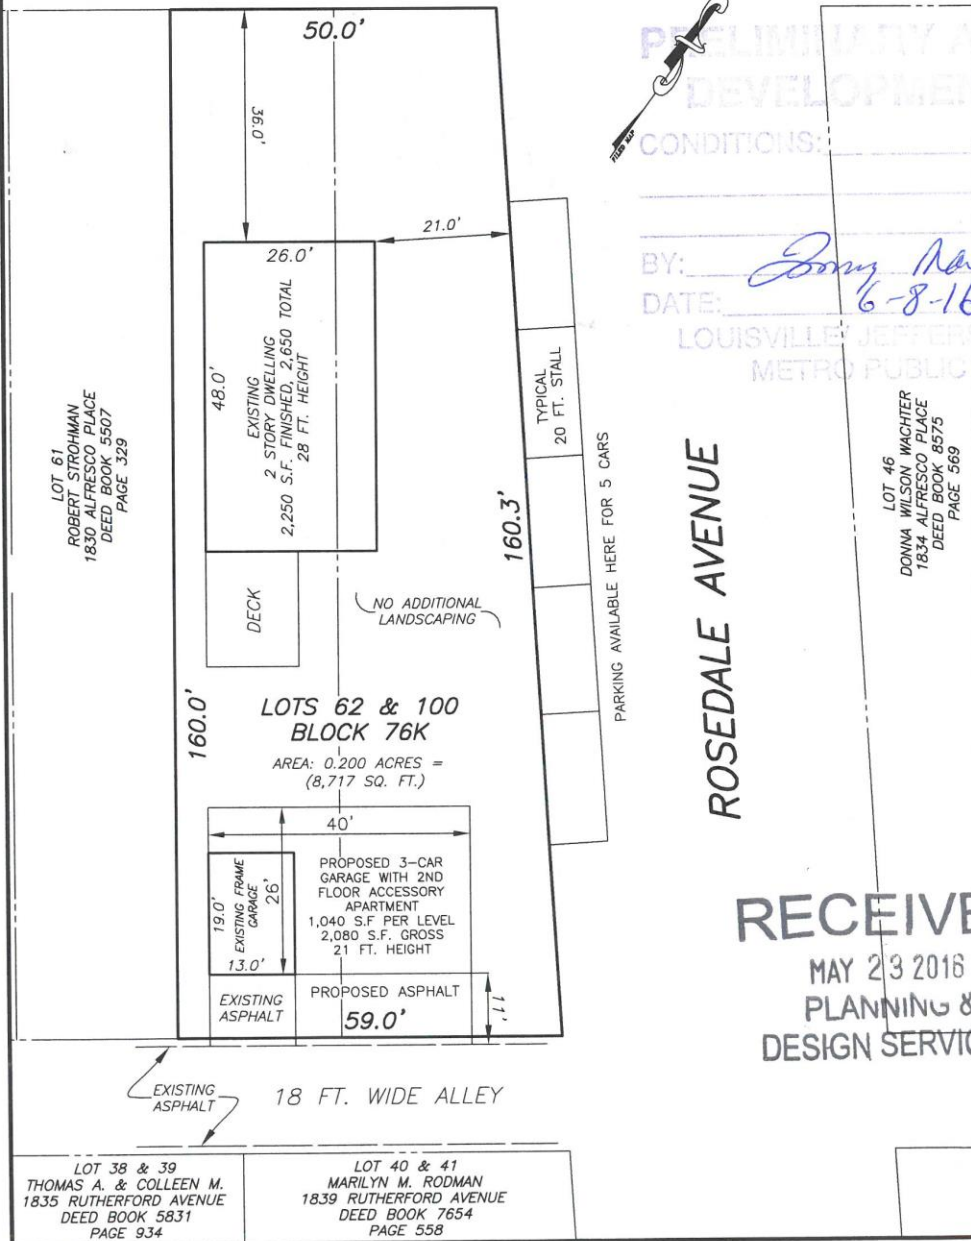 50.0'
36.0'
FILED MAP
PRELIMINARY A
DEVELOPMEN
CONDITIONS:
BY:
DATE: 6-8-16
LOUISVILLE JEFFER
METRO PUBLIC
21.0'
26.0'
48.0'
EXISTING
2 STORY DWELLING
2,250 S.F. FINISHED, 2,650 TOTAL
28 FT. HEIGHT
TYPICAL
20 FT. STALL
PARKING AVAILABLE HERE FOR 5 CARS
160.3'
LOT 61
ROBERT STROHMAN
1830 ALFRESCO PLACE
DEED BOOK 5507
PAGE 329
ROSEDALE AVENUE
LOT 46
DONNA WILSON WACHTER
1834 ALFRESCO PLACE
DEED BOOK 8575
PAGE 569
DECK
NO ADDITIONAL
LANDSCAPING
160.0'
LOTS 62 & 100
BLOCK 76K
AREA: 0.200 ACRES =
(8,717 SQ. FT.)
40'
19.0'
EXISTING FRAME
GARAGE
26'
13.0'
PROPOSED 3-CAR
GARAGE WITH 2ND
FLOOR ACCESSORY
APARTMENT
1,040 S.F PER LEVEL
2,080 S.F. GROSS
21 FT. HEIGHT
EXISTING
ASPHALT
PROPOSED ASPHALT
11'
59.0'
RECEIVE
MAY 23 2016
PLANNING &
DESIGN SERVIC
EXISTING
ASPHALT
18 FT. WIDE ALLEY
LOT 38 & 39
THOMAS A. & COLLEEN M.
1835 RUTHERFORD AVENUE
DEED BOOK 5831
PAGE 934
LOT 40 & 41
MARILYN M. RODMAN
1839 RUTHERFORD AVENUE
DEED BOOK 7654
PAGE 558